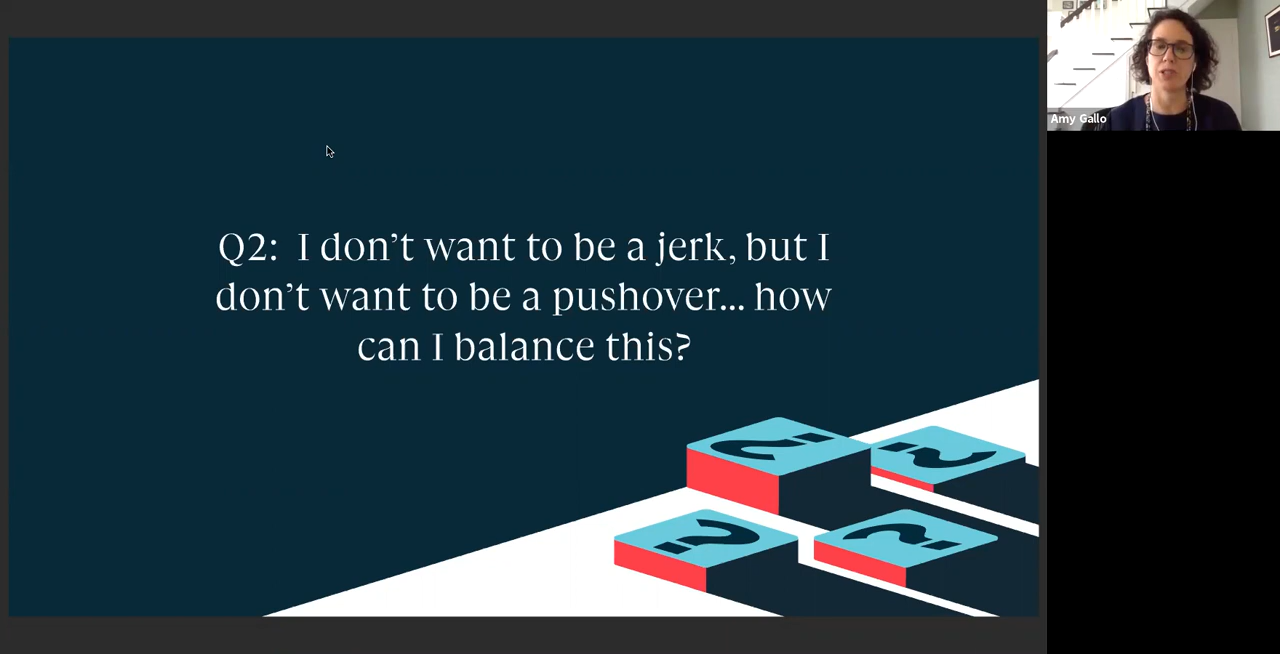 Q2:  I don’t want to be a jerk, but I
don’t want to be a pushover... how
can I balance this?
?
?
?
?
Amy Gallo